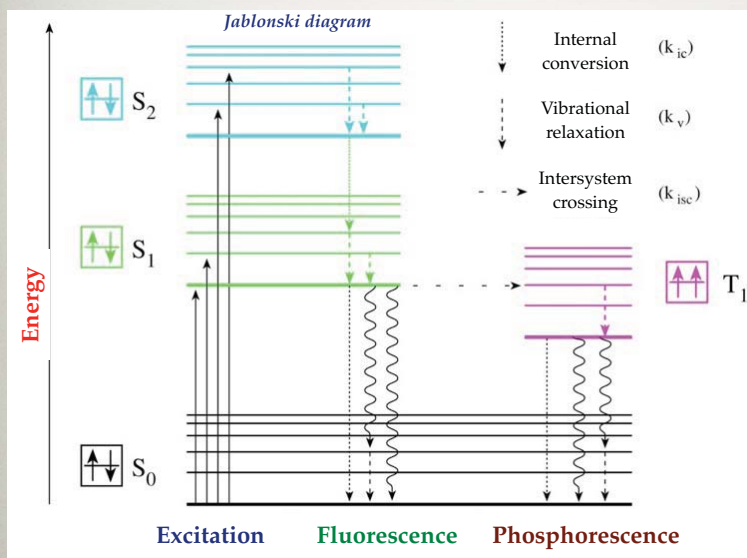 Jablonski diagram
Internal
conversion
(k ic)
Vibrational
relaxation
(k v)
Intersystem
crossing
(k isc)
S2
S1
T1
S0
Energy
Excitation
Fluorescence
Phosphorescence